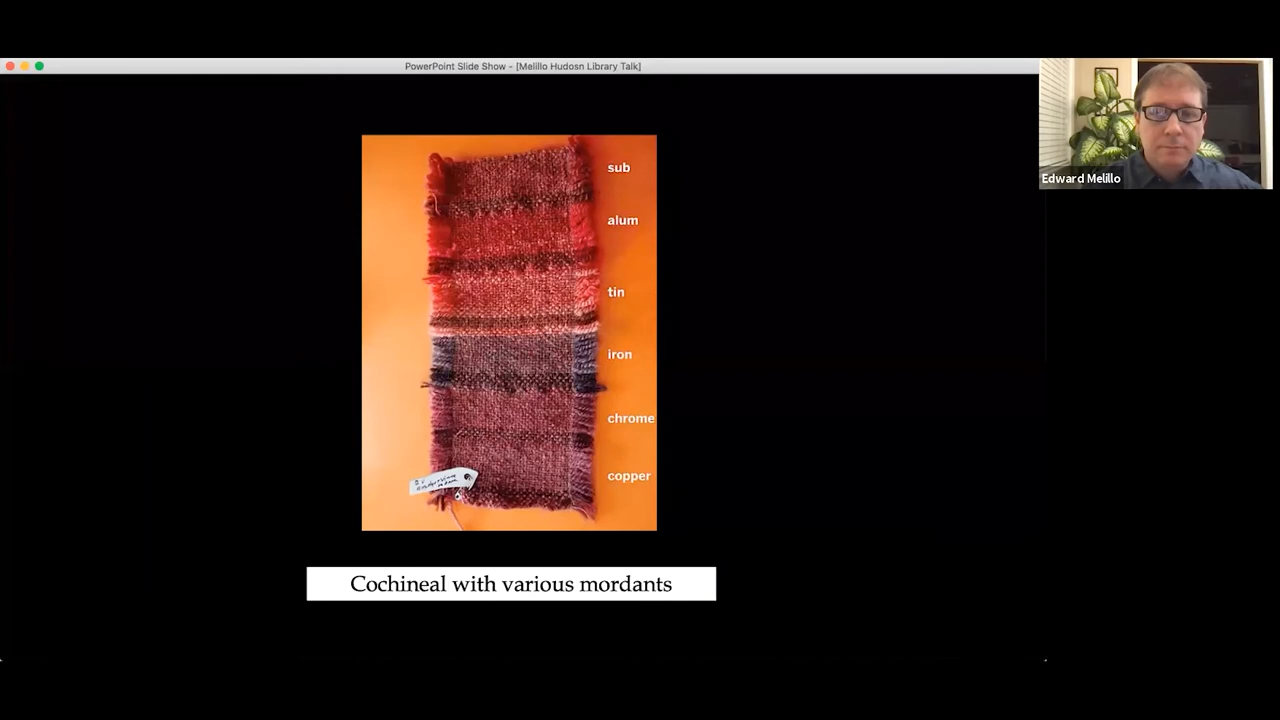 PowerPoint Slide Show - [Melillo Hudosn Library Talk]
Edward Melillo
sub
alum
tin
iron
chrome
copper
Cochineal with various mordants